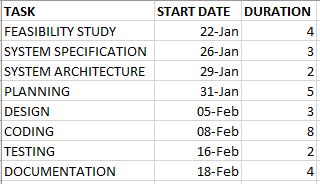 TASK START DATE DURATION
FEASIBILITY STUDY 22-Jan 4
SYSTEM SPECIFICATION 26-Jan 3
SYSTEM ARCHITECTURE 29-Jan 2
PLANNING 31-Jan 5
DESIGN 05-Feb 3
CODING 08-Feb 8
TESTING 16-Feb 2
DOCUMENTATION 18-Feb 4